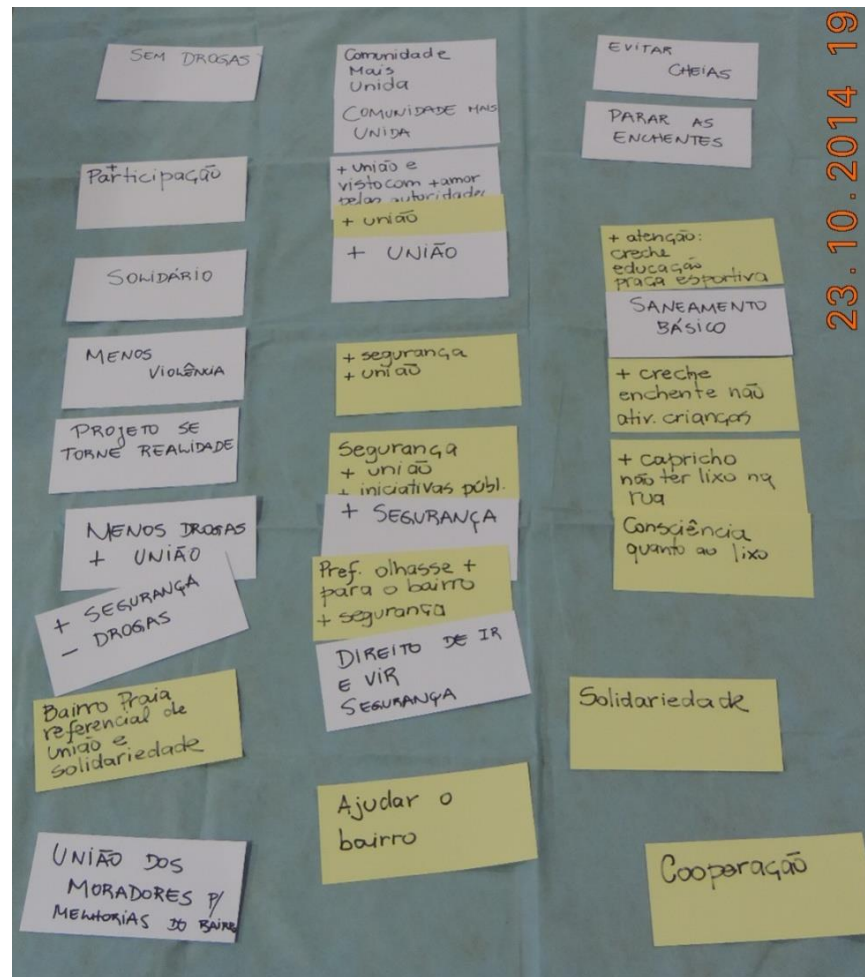 SEM DROGAS
+
Participação
SOLIDÁRIO
MENOS
VIOLÊNCIA
PROJETO SE
TORNE REALIDADE
MENOS DROGAS
+ UNIÃO
+ SEGURANÇA
- DROGAS
Bairro Praia
referencial de
união e
solidariedade
UNIÃO DOS
MORADORES P/
MELHORIAS DO BAIRRO
Comunidade
Mais
Unida
COMUNIDADE MAIS
UNIDA
+ união e
visto com + amor
pelas autoridades
+ união
+ UNIÃO
+ segurança
+ união
Segurança
+ união
+ iniciativas públ.
+ SEGURANÇA
Pref. olhasse +
para o bairro
+ segurança
DIREITO DE IR
E VIR
SEGURANÇA
Ajudar o
bairro
EVITAR
CHEIAS
PARAR AS
ENCHENTES
+ atenção:
creche
educação
praça esportiva
SANEAMENTO
BÁSICO
+ creche
enchente não
ativ. crianças
+ capricho
não ter lixo na
rua
Consciência
quanto ao lixo
Solidariedade
Cooperação
23.10.2014 19